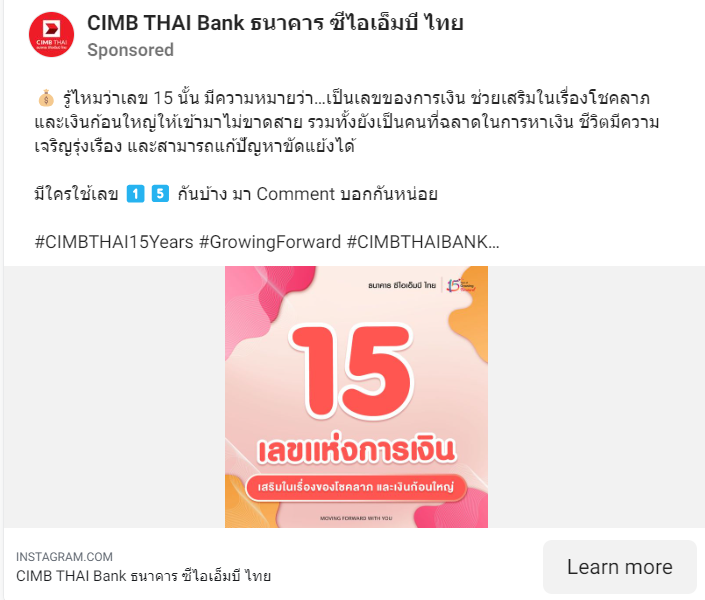 CIMB THAI Bank ธนาคาร ซีไอเอ็มบี ไทย
CIMB THAI
Sponsored
💰 รู้ไหมว่าเลข 15 นั้น มีความหมายว่า...เป็นเลขของการเงิน ช่วยเสริมในเรื่องโชคลาภ
และเงินก้อนใหญ่ให้เข้ามาไม่ขาดสาย รวมทั้งยังเป็นคนที่ฉลาดในการหาเงิน ชีวิตมีความ
เจริญรุ่งเรือง และสามารถแก้ปัญหาขัดแย้งได้
มีใครใช้เลข 1️⃣ 5️⃣ กันบ้าง มา Comment บอกกันหน่อย
#CIMBTHAI15Years #GrowingForward #CIMBTHAIBANK...
ธนาคาร ซีไอเอ็มบี ไทย
15
15
เลขแห่งการเงิน
เสริมในเรื่องของโชคลาภ และเงินก้อนใหญ่
MOVING FORWARD WITH YOU
INSTAGRAM.COM
CIMB THAI Bank ธนาคาร ซีไอเอ็มบี ไทย
Learn more